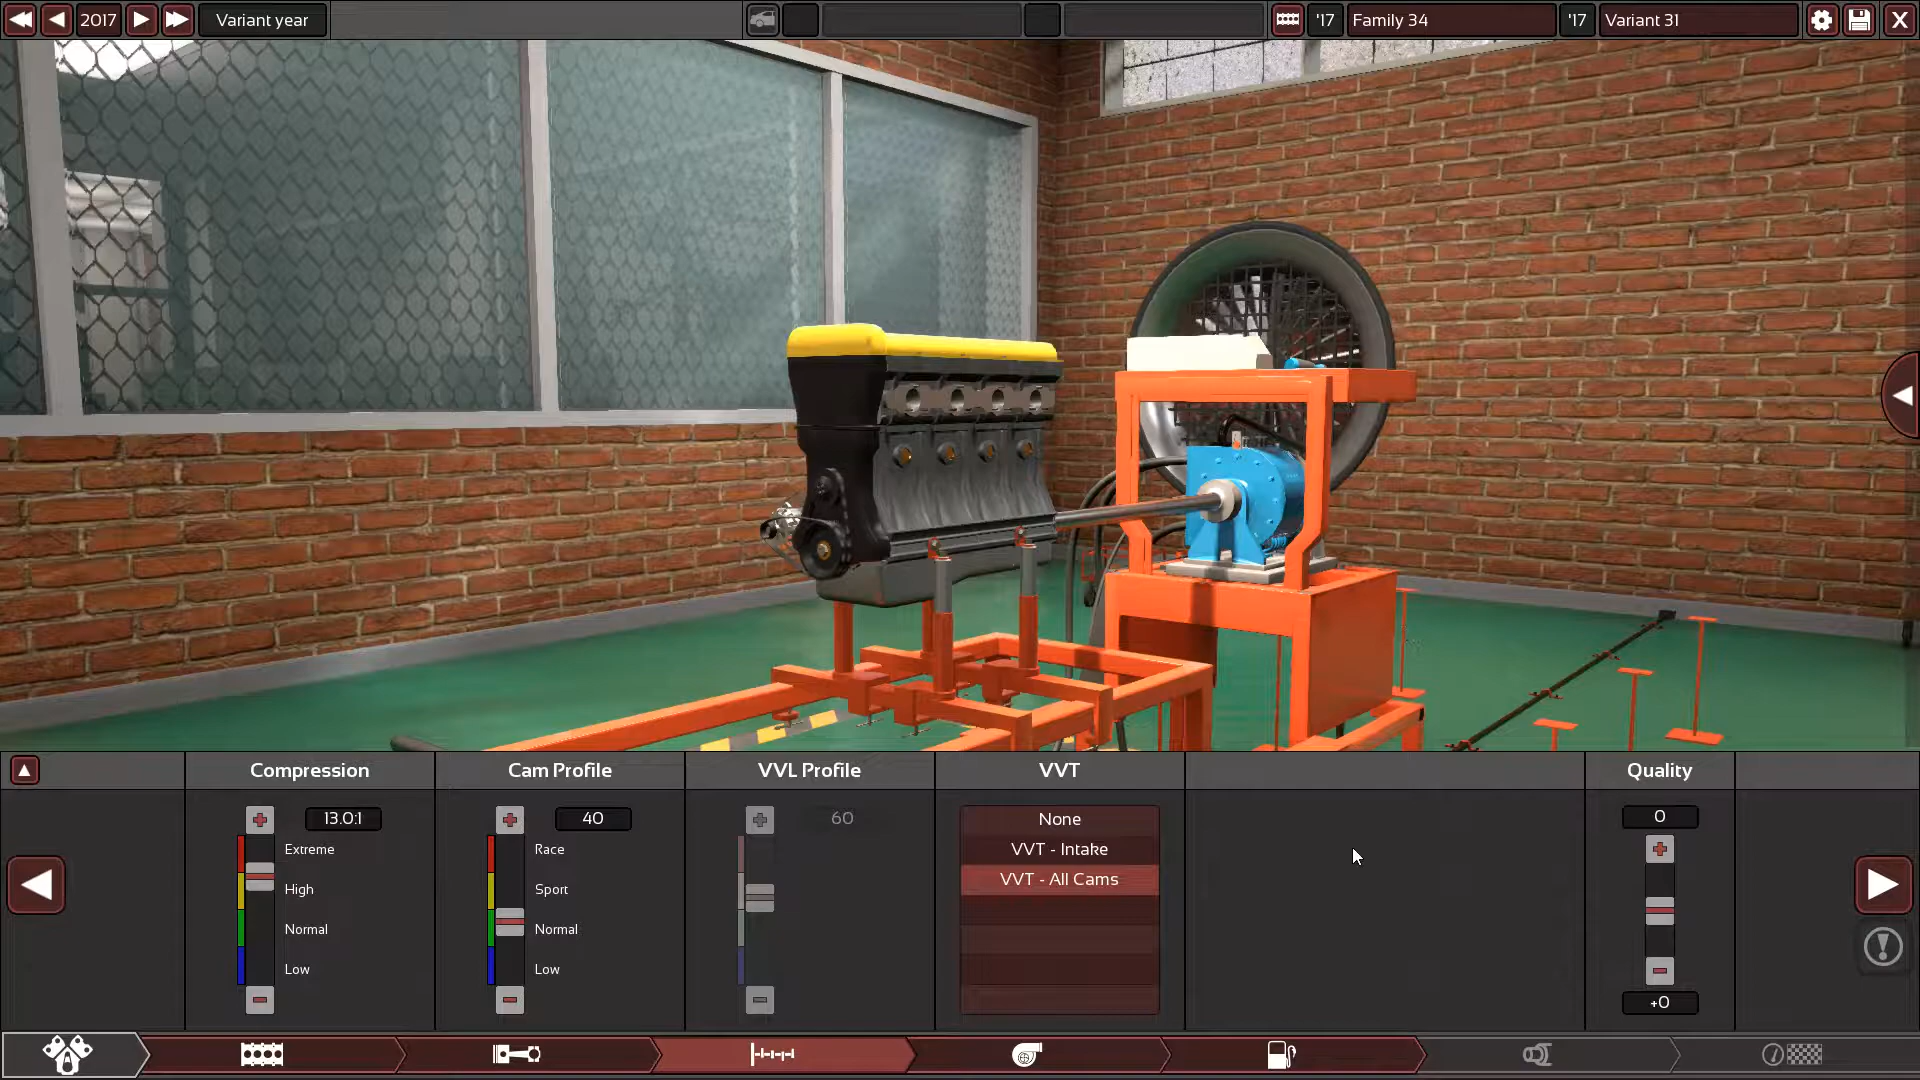 2017
Variant year
'17
Family 34
'17
Variant 31
Compression
Cam Profile
VVL Profile
VVT
Quality
13.0:1
Extreme
High
Normal
Low
40
Race
Sport
Normal
Low
60
None
VVT - Intake
VVT - All Cams
0
+0